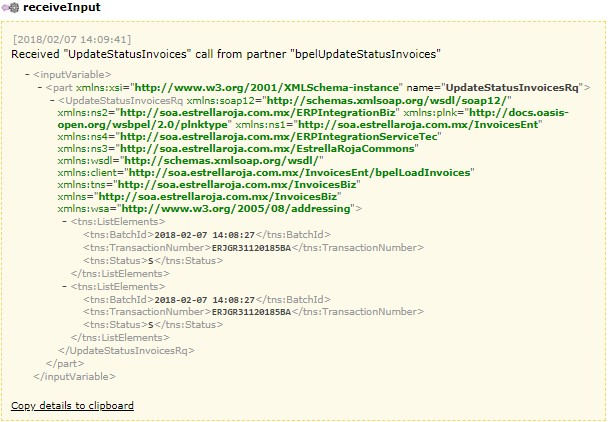 receiveInput
[2018/02/07 14:09:41]
Received "UpdateStatusInvoices" call from partner "bpelUpdateStatusInvoices"
- <inputVariable>
- <part xmlns:xsi="http://www.w3.org/2001/XMLSchema-instance" name="UpdateStatusInvoicesRq">
- <UpdateStatusInvoicesRq xmlns:soap12="http://schemas.xmlsoap.org/wsdl/soap12/"
xmlns:ns2="http://soa.estrellaroja.com.mx/ERPIntegrationBiz" xmlns:plnk="http://docs.oasis-
open.org/wsbpel/2.0/plnktype" xmlns:ns1="http://soa.estrellaroja.com.mx/InvoicesEnt"
xmlns:ns4="http://soa.estrellaroja.com.mx/ERPIntegrationServiceTec"
xmlns:ns3="http://soa.estrellaroja.com.mx/EstrellaRojaCommons"
xmlns:wsdl="http://schemas.xmlsoap.org/wsdl/"
xmlns:client="http://soa.estrellaroja.com.mx/InvoicesEnt/bpelLoadInvoices"
xmlns:tns="http://soa.estrellaroja.com.mx/InvoicesBiz"
xmlns="http://soa.estrellaroja.com.mx/InvoicesBiz"
xmlns:wsa="http://www.w3.org/2005/08/addressing">
- <tns:ListElements>
<tns:BatchId>2018-02-07 14:08:27</tns:BatchId>
<tns:TransactionNumber>ERJGR31120185BA</tns:TransactionNumber>
<tns:Status>S</tns:Status>
</tns:ListElements>
- <tns:ListElements>
<tns:BatchId>2018-02-07 14:08:27</tns:BatchId>
<tns:TransactionNumber>ERJGR31120185BA</tns:TransactionNumber>
<tns:Status>S</tns:Status>
</tns:ListElements>
</UpdateStatusInvoicesRq>
</part>
</inputVariable>
Copy details to clipboard